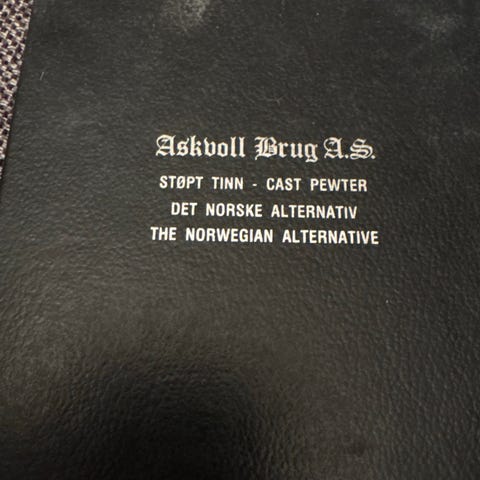 Askvoll Brug A.S.
STØPT TINN - CAST PEWTER
DET NORSKE ALTERNATIV
THE NORWEGIAN ALTERNATIVE